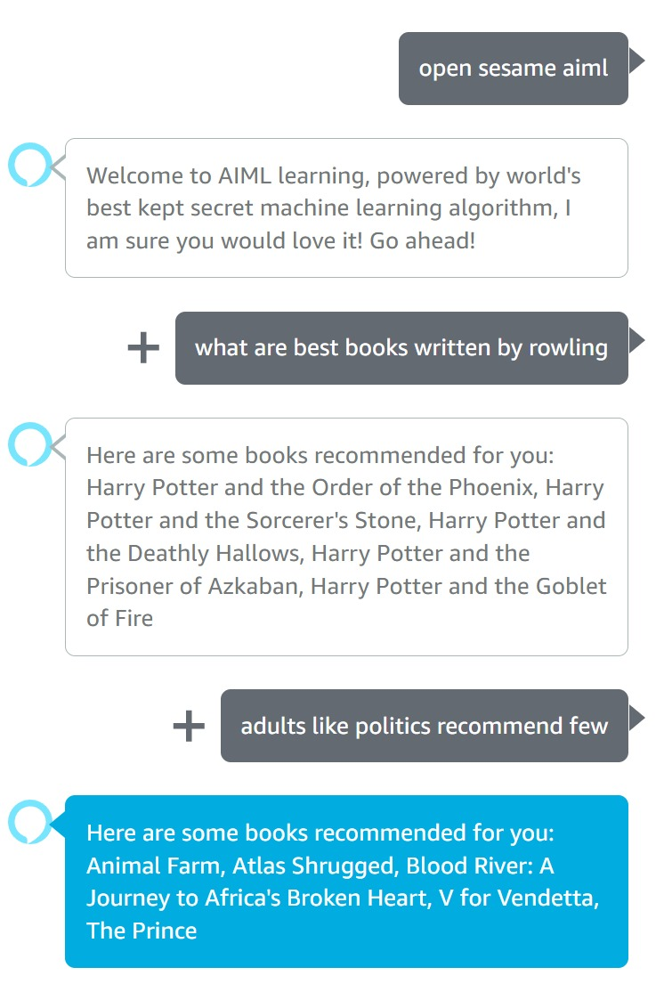 open sesame aiml
Welcome to AIML learning, powered by world's
best kept secret machine learning algorithm, I
am sure you would love it! Go ahead!
what are best books written by rowling
Here are some books recommended for you:
Harry Potter and the Order of the Phoenix, Harry
Potter and the Sorcerer's Stone, Harry Potter and
the Deathly Hallows, Harry Potter and the
Prisoner of Azkaban, Harry Potter and the Goblet
of Fire
adults like politics recommend few
Here are some books recommended for you:
Animal Farm, Atlas Shrugged, Blood River: A
Journey to Africa's Broken Heart, V for Vendetta,
The Prince